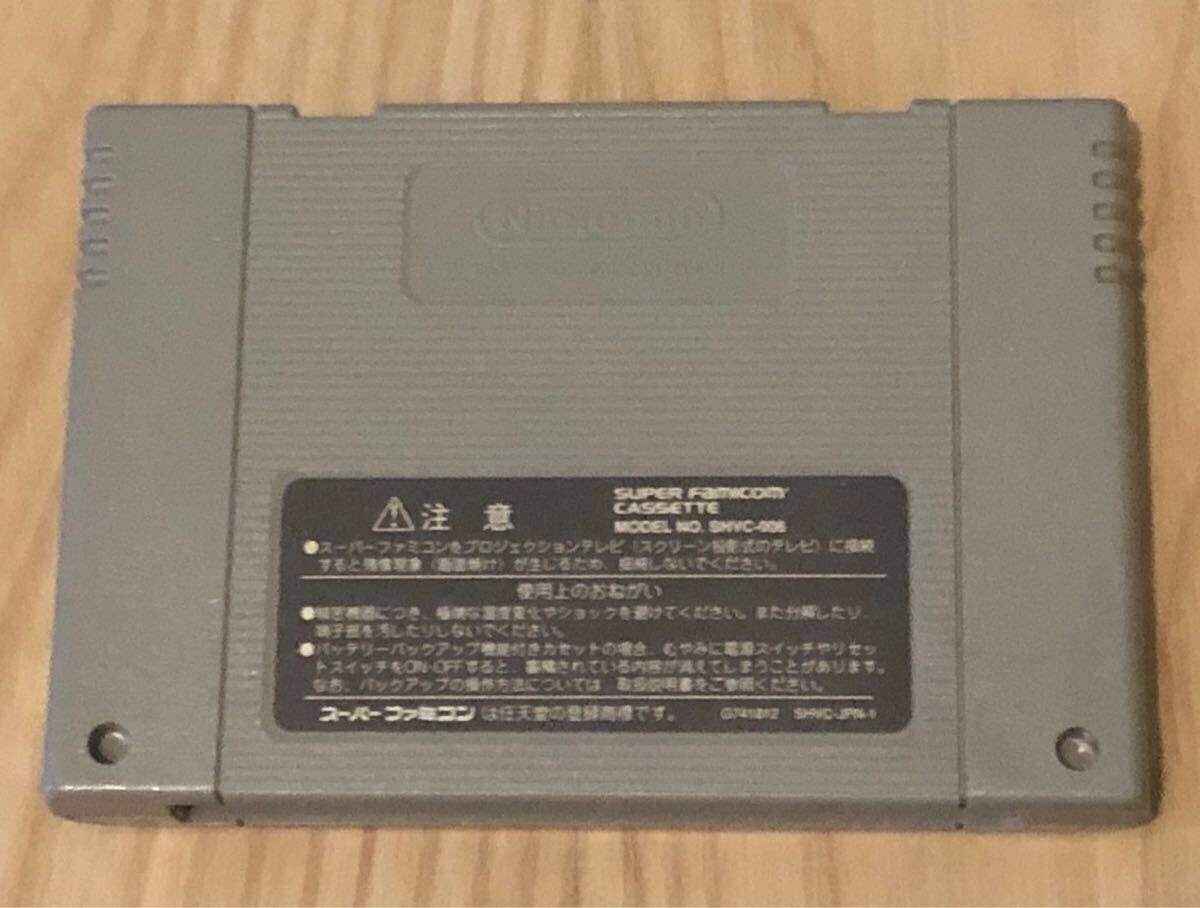 Nintendo
⚠注意
SUPER FAMICOM
CASSETTE
MODEL NO. SHVC-006
●スーパーファミコンをプロジェクションテレビ（スクリーン投影式のテレビ）に接続
すると残像現象（画面焼け）が生じるため、接続しないでください。
使用上のおねがい
●精密機器につき、極端な温度変化やショックを避けてください。また分解したり、
端子部を汚したりしないでください。
●バッテリーバックアップ機能付きカセットの場合、むやみに電源スイッチやリセッ
トスイッチをON-OFFすると、蓄積されている内容が消えてしまうことがあります。
なお、バックアップの操作方法については 取扱説明書をご参照ください。
スーパーファミコンは任天堂の登録商標です。 SHVC-JPN-1